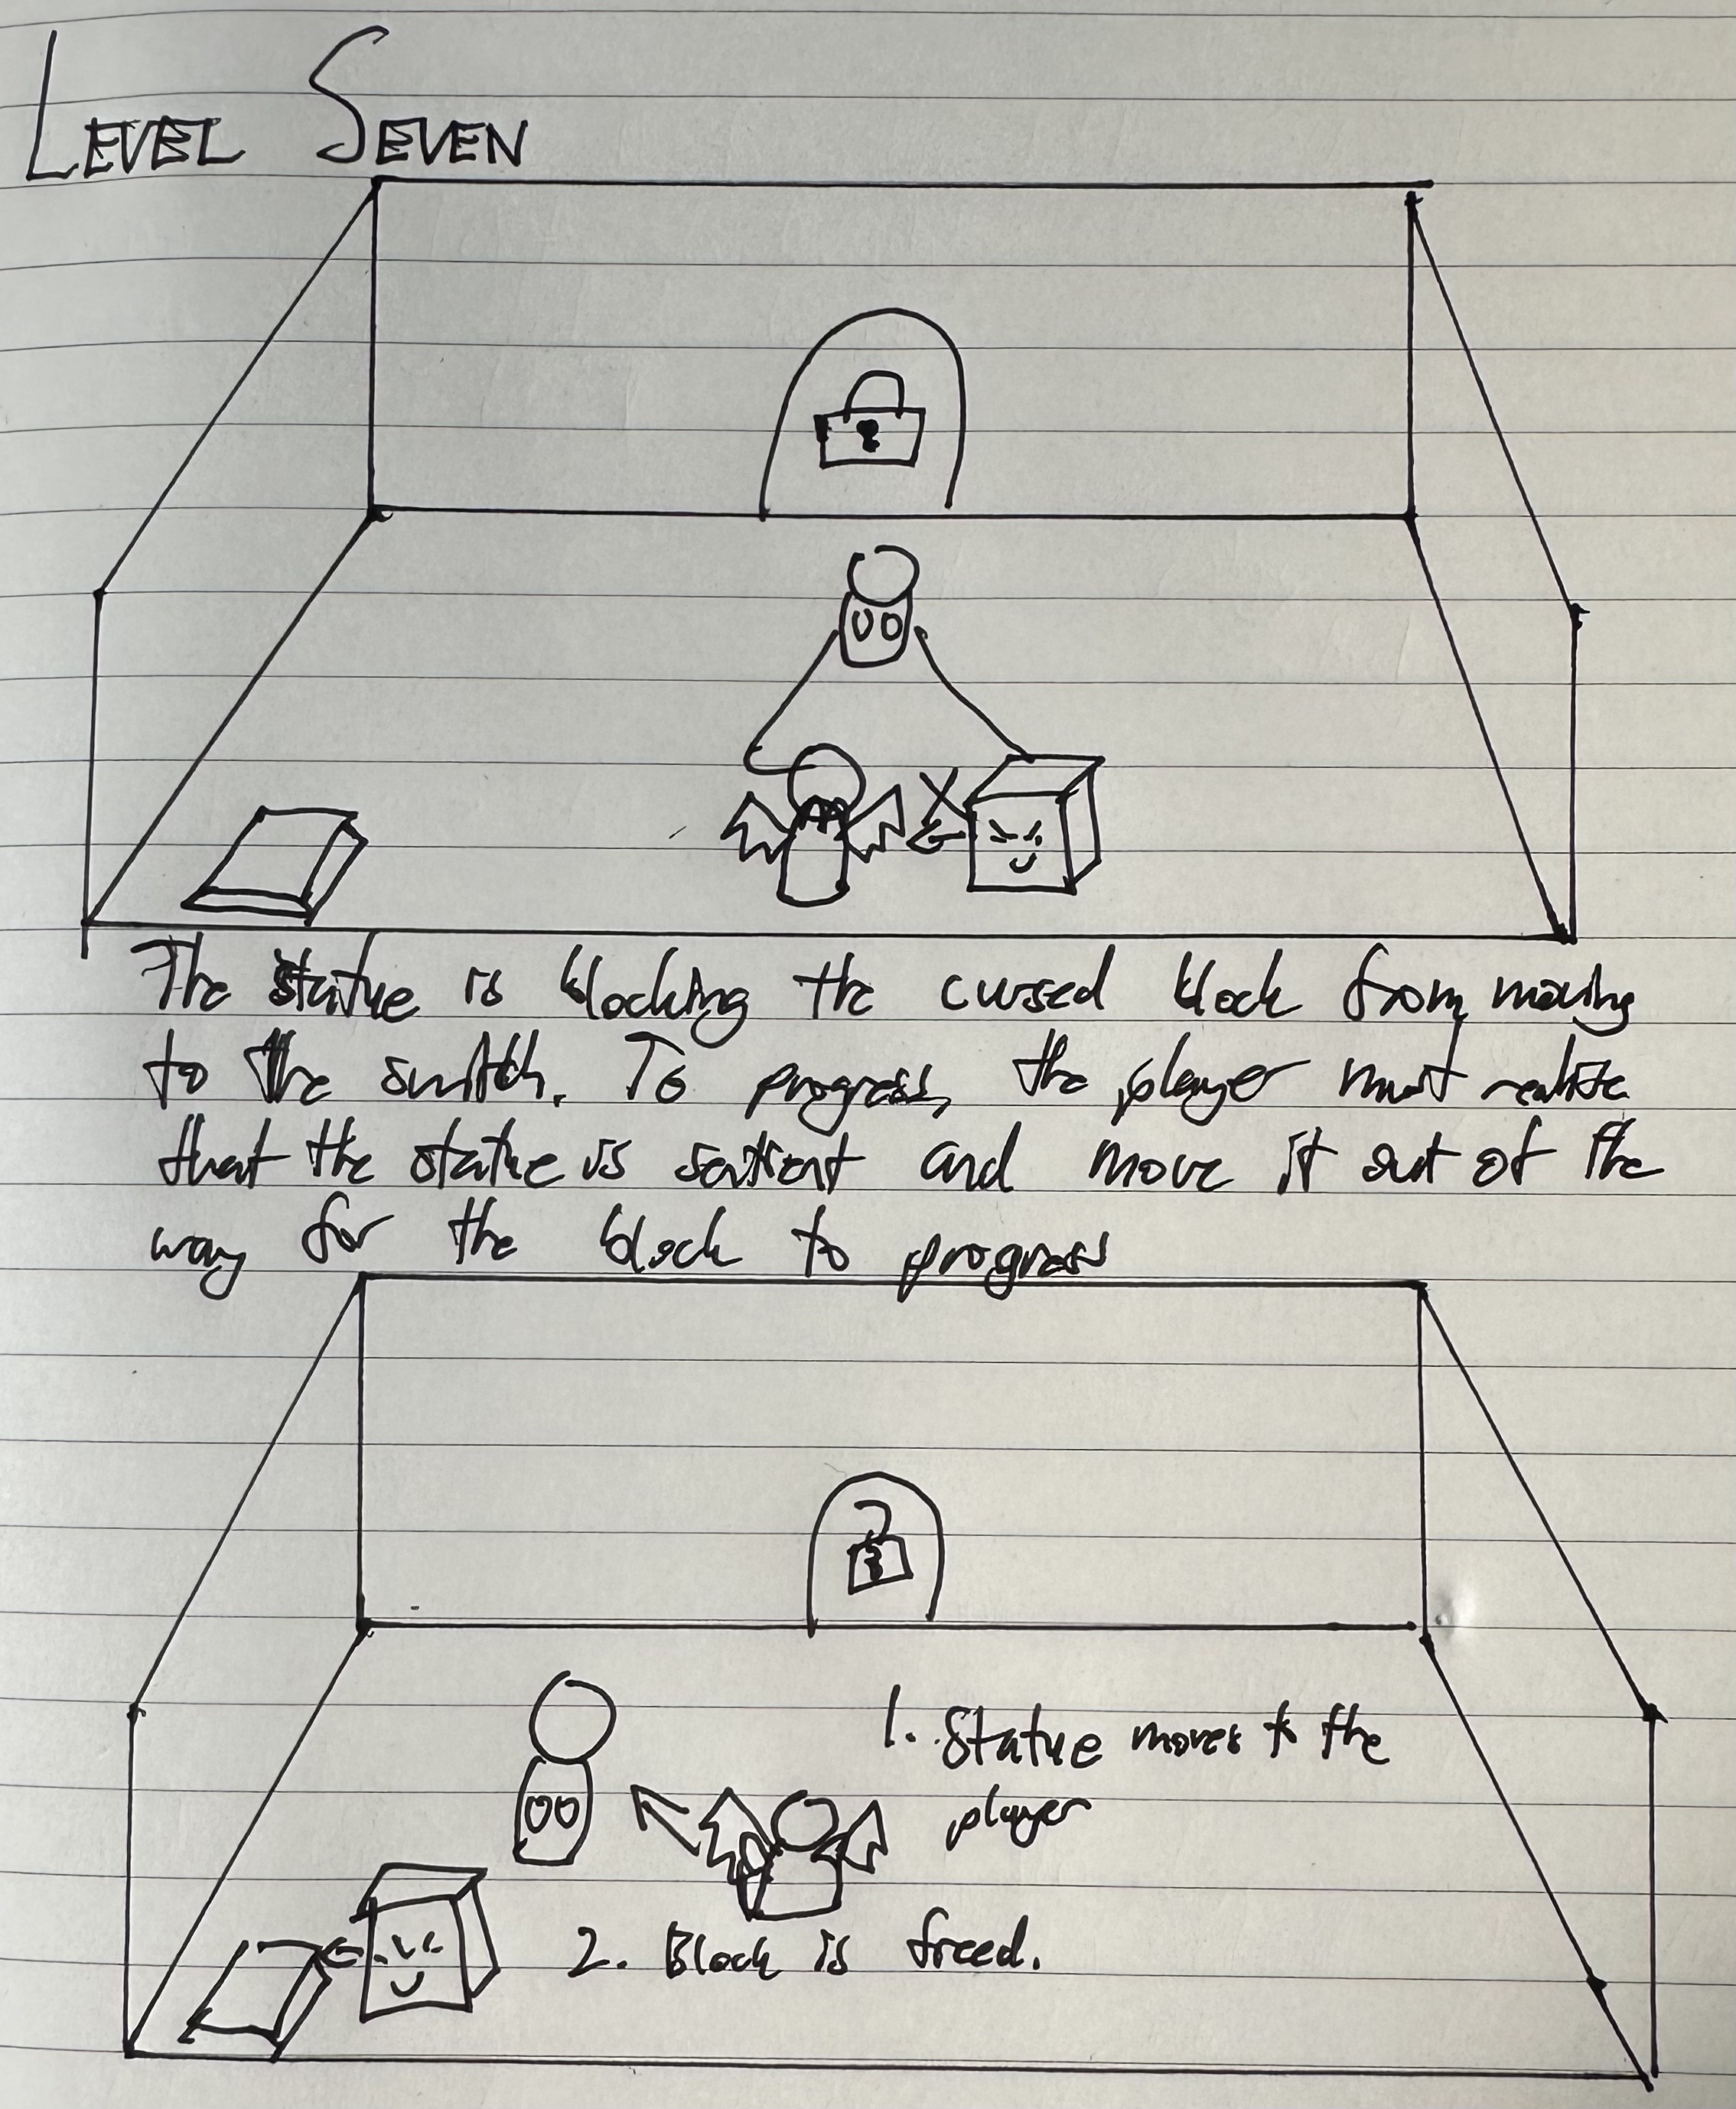 LEVEL SEVEN
The statue is blocking the cursed block from moving
to the switch. To progress, the player must realise
that the statue is sentient and move it out of the
way for the block to progress
1. Statue moves to the
player
2. Block is freed.